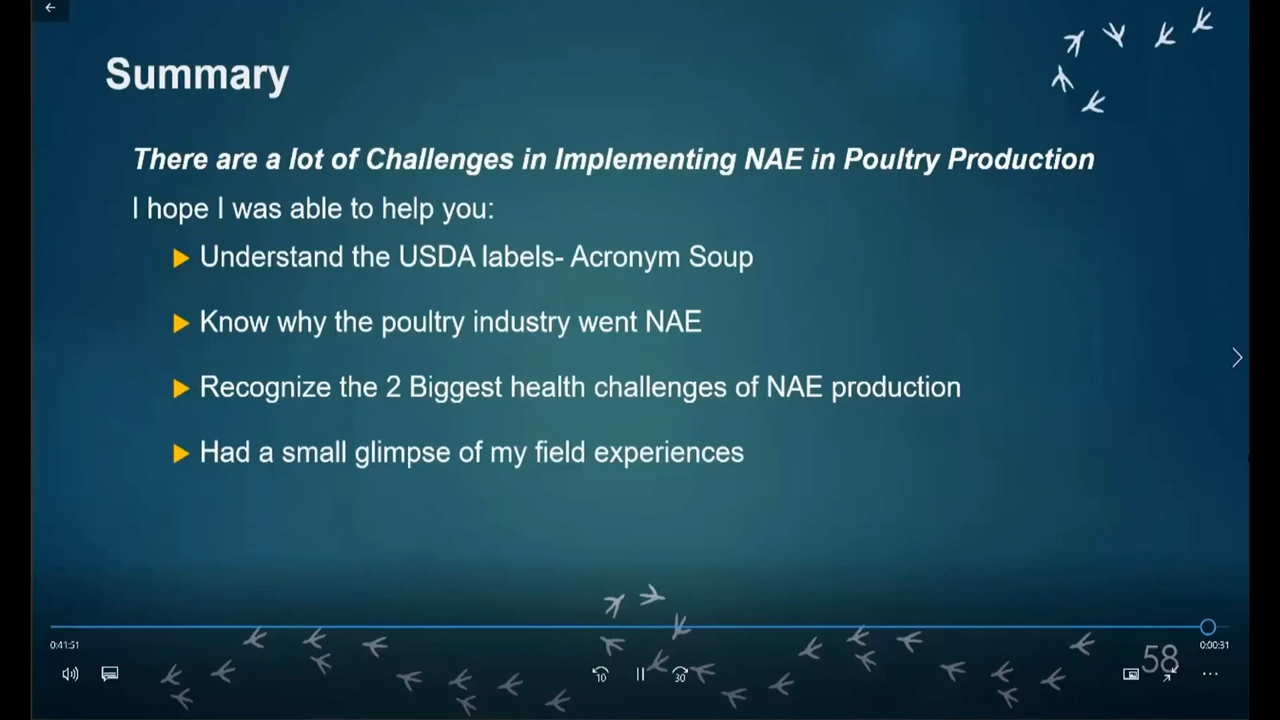 Summary
There are a lot of Challenges in Implementing NAE in Poultry Production
I hope I was able to help you:
Understand the USDA labels- Acronym Soup
Know why the poultry industry went NAE
Recognize the 2 Biggest health challenges of NAE production
Had a small glimpse of my field experiences
0:41:51
0:00:31
10
30
58